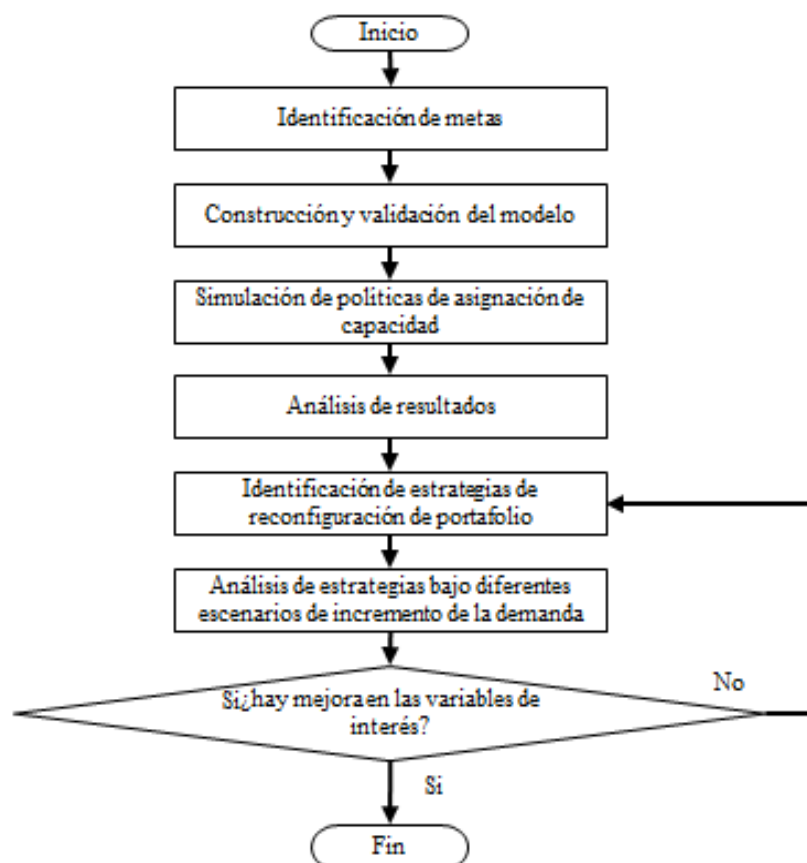 Inicio
Identificación de metas
Construcción y validación del modelo
Simulación de políticas de asignación de
capacidad
Análisis de resultados
Identificación de estrategias de
reconfiguración de portafolio
Análisis de estrategias bajo diferentes
escenarios de incremento de la demanda
Si¿hay mejora en las variables de
interés?
No
Si
Fin